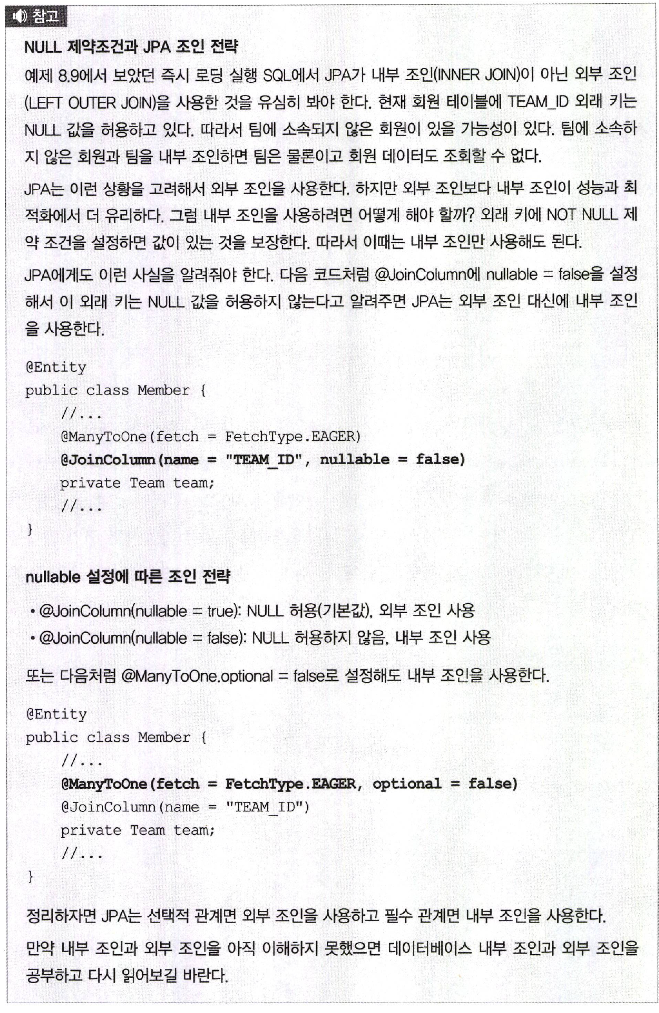 참고
NULL 제약조건과 JPA 조인 전략
예제 8.9에서 보았던 즉시 로딩 실행 SQL에서 JPA가 내부 조인(INNER JOIN)이 아닌 외부 조인
(LEFT OUTER JOIN)을 사용한 것을 유심히 봐야 한다. 현재 회원 테이블에 TEAM_ID 외래 키는
NULL 값을 허용하고 있다. 따라서 팀에 소속되지 않은 회원이 있을 가능성이 있다. 팀에 소속하
지 않은 회원과 팀을 내부 조인하면 팀은 물론이고 회원 데이터도 조회할 수 없다.
JPA는 이런 상황을 고려해서 외부 조인을 사용한다. 하지만 외부 조인보다 내부 조인이 성능과 최
적화에서 더 유리하다. 그럼 내부 조인을 사용하려면 어떻게 해야 할까? 외래 키에 NOT NULL 제
약 조건을 설정하면 값이 있는 것을 보장한다. 따라서 이때는 내부 조인만 사용해도 된다.
JPA에게도 이런 사실을 알려줘야 한다. 다음 코드처럼 @JoinColumn에 nullable = false을 설정
해서 이 외래 키는 NULL 값을 허용하지 않는다고 알려주면 JPA는 외부 조인 대신에 내부 조인
을 사용한다.
@Entity
public class Member {
//...
@ManyToOne(fetch = FetchType.EAGER)
@JoinColumn(name = "TEAM_ID", nullable = false)
private Team team;
//...
}
nullable 설정에 따른 조인 전략
• @JoinColumn(nullable = true): NULL 허용(기본값), 외부 조인 사용
• @JoinColumn(nullable = false): NULL 허용하지 않음, 내부 조인 사용
또는 다음처럼 @ManyToOne.optional = false로 설정해도 내부 조인을 사용한다.
@Entity
public class Member {
//...
@ManyToOne(fetch = FetchType.EAGER, optional = false)
@JoinColumn(name = "TEAM_ID")
private Team team;
//...
}
정리하자면 JPA는 선택적 관계면 외부 조인을 사용하고 필수 관계면 내부 조인을 사용한다.
만약 내부 조인과 외부 조인을 아직 이해하지 못했으면 데이터베이스 내부 조인과 외부 조인을
공부하고 다시 읽어보길 바란다.